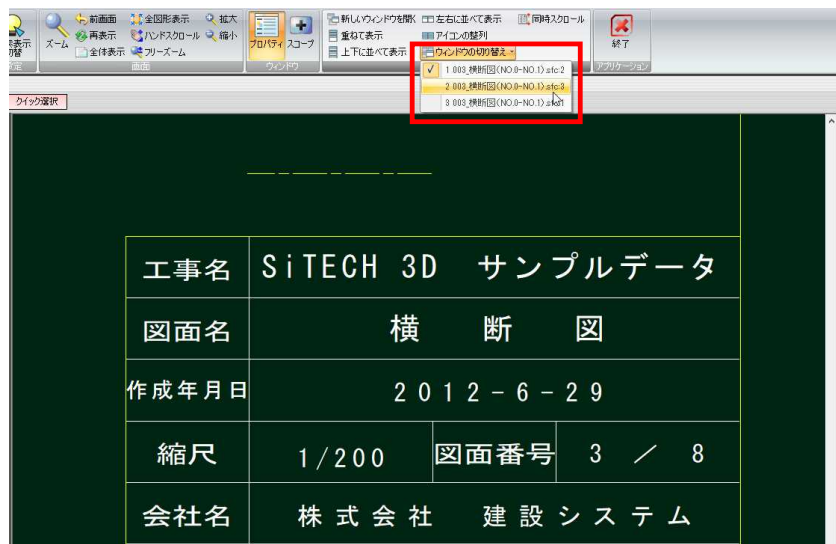 前画面 全図形表示 拡大 新しいウィンドウを開く 左右に並べて表示 同時スクロール
表示 ズーム 再表示 ハンドスクロール 縮小 プロパティ スコープ 重ねて表示 アイコンの整列 終了
全体表示 フリーズーム 上下に並べて表示 ウィンドウの切り替え
画面 ウィンドウ アプリケーション
1 003_横断図(NO.0-NO.1).sfc:2
2 003_横断図(NO.0-NO.1).sfc:3
3 003_横断図(NO.0-NO.1)
クイック選択
工事名 SiTECH 3D サンプルデータ
図面名 横 断 図
作成年月日 2012-6-29
縮尺 1/200 図面番号 3 / 8
会社名 株式会社 建設システム